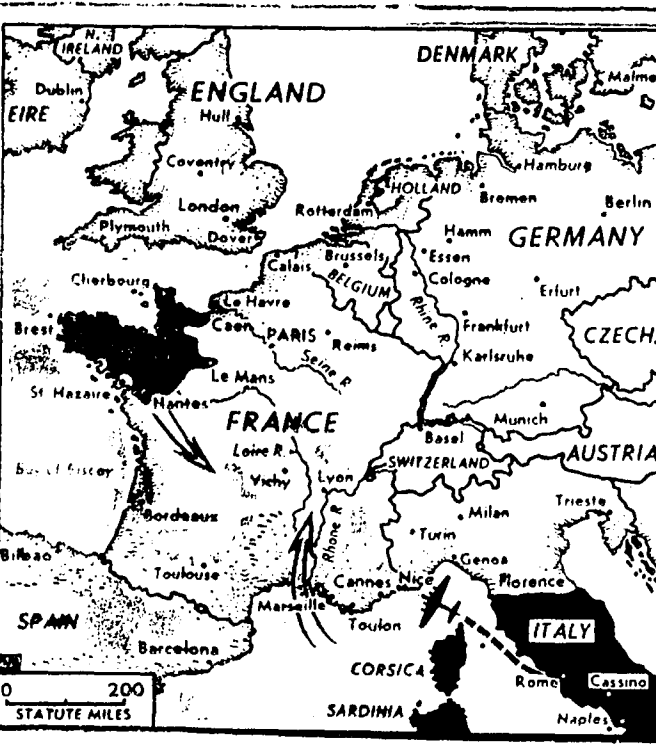 N.
IRELAND
DENMARK
Malmo
Dublin
ENGLAND
EIRE
Hull
Coventry
Hamburg
HOLLAND
Bremen
Berlin
London
Rotterdam
Plymouth
Hamm
GERMANY
Dover
Brussels
Essen
Calais
Cologne
Cherbourg
BELGIUM
Erfurt
Le Havre
Rhine R.
Brest
Caen
PARIS
Reims
Frankfurt
CZECH.
Seine R
Karlsruhe
Le Mans
St Nazaire
Nantes
FRANCE
Munich
Basel
Loire R.
AUSTRIA
Bay of Biscay
Vichy
Lyon
SWITZERLAND
Trieste
Bordeaux
Rhone R
Milan
Turin
Bilbao
Genoa
Toulouse
Cannes
Nice
Florence
Marseille
SPAIN
Toulon
ITALY
Barcelona
CORSICA
Rome
Cassino
0 200
STATUTE MILES
SARDINIA
Naples